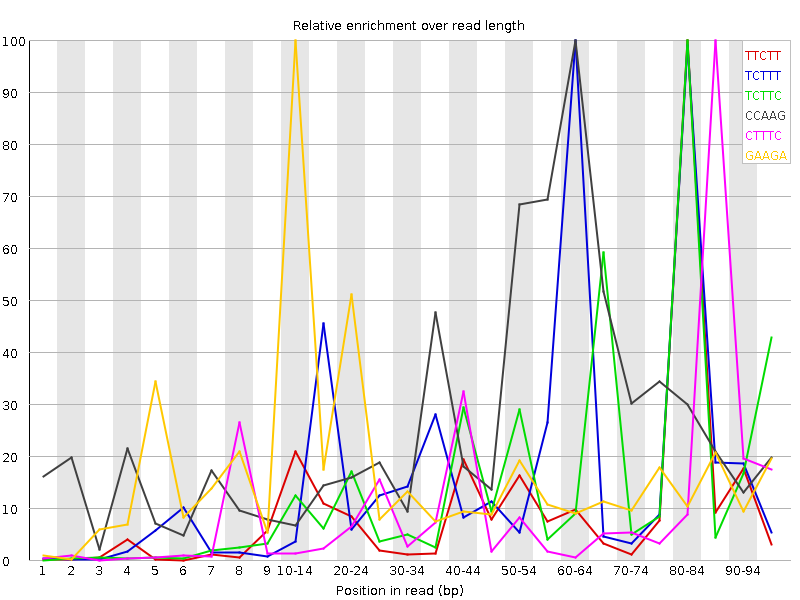 Relative enrichment over read length
100
90
80
70
60
50
40
30
20
10
0
TTCTT
TCTTT
TCTTC
CCAAG
CTTTC
GAAGA
1 2 3 4 5 6 7 8 9 10-14 20-24 30-34 40-44 50-54 60-64 70-74 80-84 90-94
Position in read (bp)